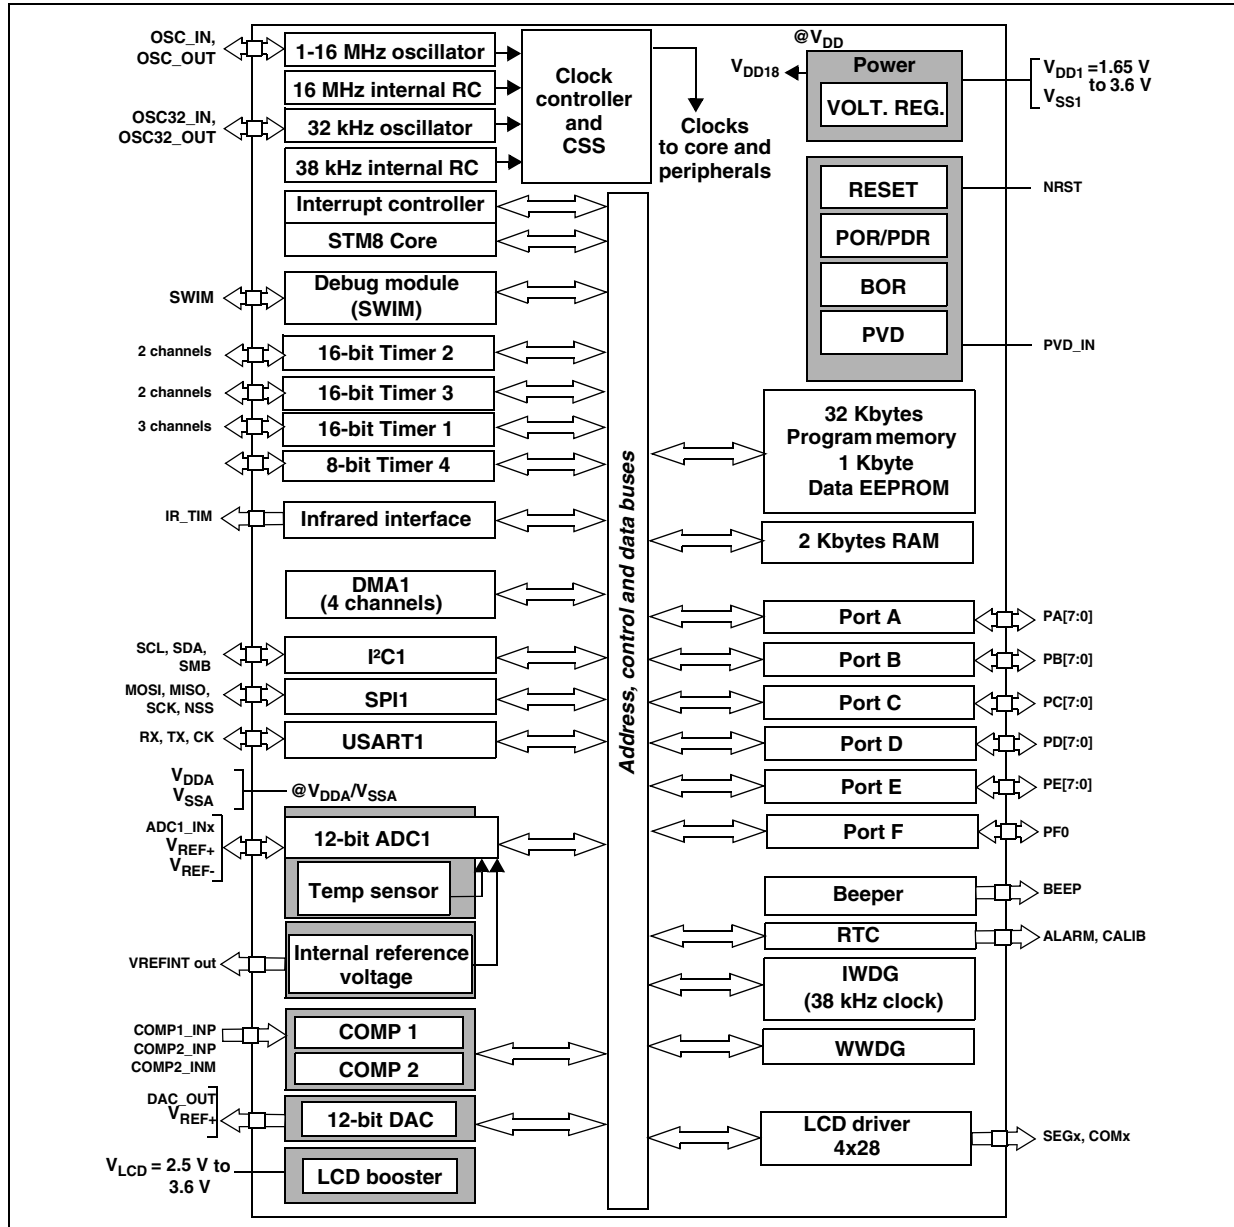 OSC_IN,
OSC_OUT
1-16 MHz oscillator
16 MHz internal RC
OSC32_IN,
OSC32_OUT
32 kHz oscillator
38 kHz internal RC
Clock
controller
and
CSS
Clocks
to core and
peripherals
@VDD
VDD18
Power
VOLT. REG.
VDD1 =1.65 V
to 3.6 V
VSS1
RESET
NRST
POR/PDR
BOR
PVD
PVD_IN
Interrupt controller
STM8 Core
SWIM
Debug module
(SWIM)
2 channels
16-bit Timer 2
2 channels
16-bit Timer 3
3 channels
16-bit Timer 1
8-bit Timer 4
IR_TIM
Infrared interface
DMA1
(4 channels)
SCL, SDA,
SMB
I²C1
MOSI, MISO,
SCK, NSS
SPI1
RX, TX, CK
USART1
VDDA
VSSA
@VDDA/VSSA
ADC1_INx
VREF+
VREF-
12-bit ADC1
Temp sensor
VREFINT out
Internal reference
voltage
COMP1_INP
COMP2_INP
COMP2_INM
COMP 1
COMP 2
DAC_OUT
VREF+
12-bit DAC
VLCD = 2.5 V to
3.6 V
LCD booster
Address, control and data buses
32 Kbytes
Program memory
1 Kbyte
Data EEPROM
2 Kbytes RAM
Port A
PA[7:0]
Port B
PB[7:0]
Port C
PC[7:0]
Port D
PD[7:0]
Port E
PE[7:0]
Port F
PF0
Beeper
BEEP
RTC
ALARM, CALIB
IWDG
(38 kHz clock)
WWDG
LCD driver
4x28
SEGx, COMx